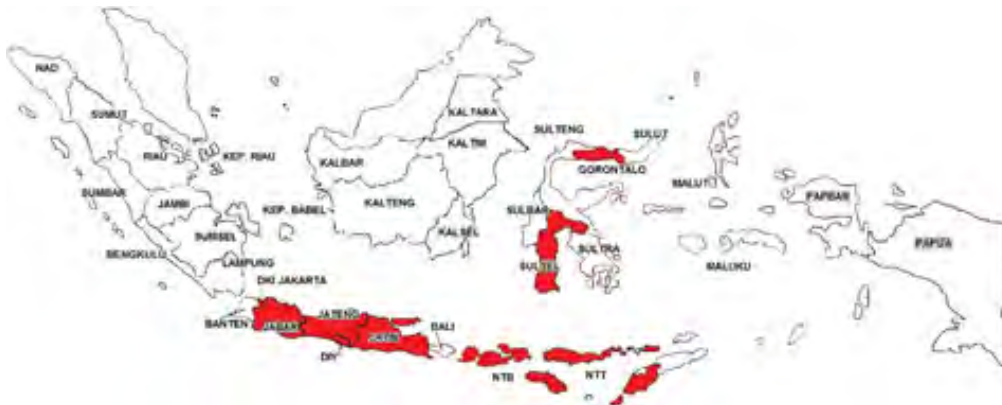 NAD
SUMUT
RIAU
KEP. RIAU
SUMBAR
JAMBI
KEP. BABEL
SUMSEL
BENGKULU
LAMPUNG
DKI JAKARTA
BANTEN
JABAR
JATENG
DIY
JATIM
BALI
NTB
NTT
KALBAR
KALTARA
KALTIM
KALTENG
KALSEL
SULTENG
SULUT
GORONTALO
SULBAR
SULSEL
SULTRA
MALUT
MALUKU
PAPBAR
PAPUA